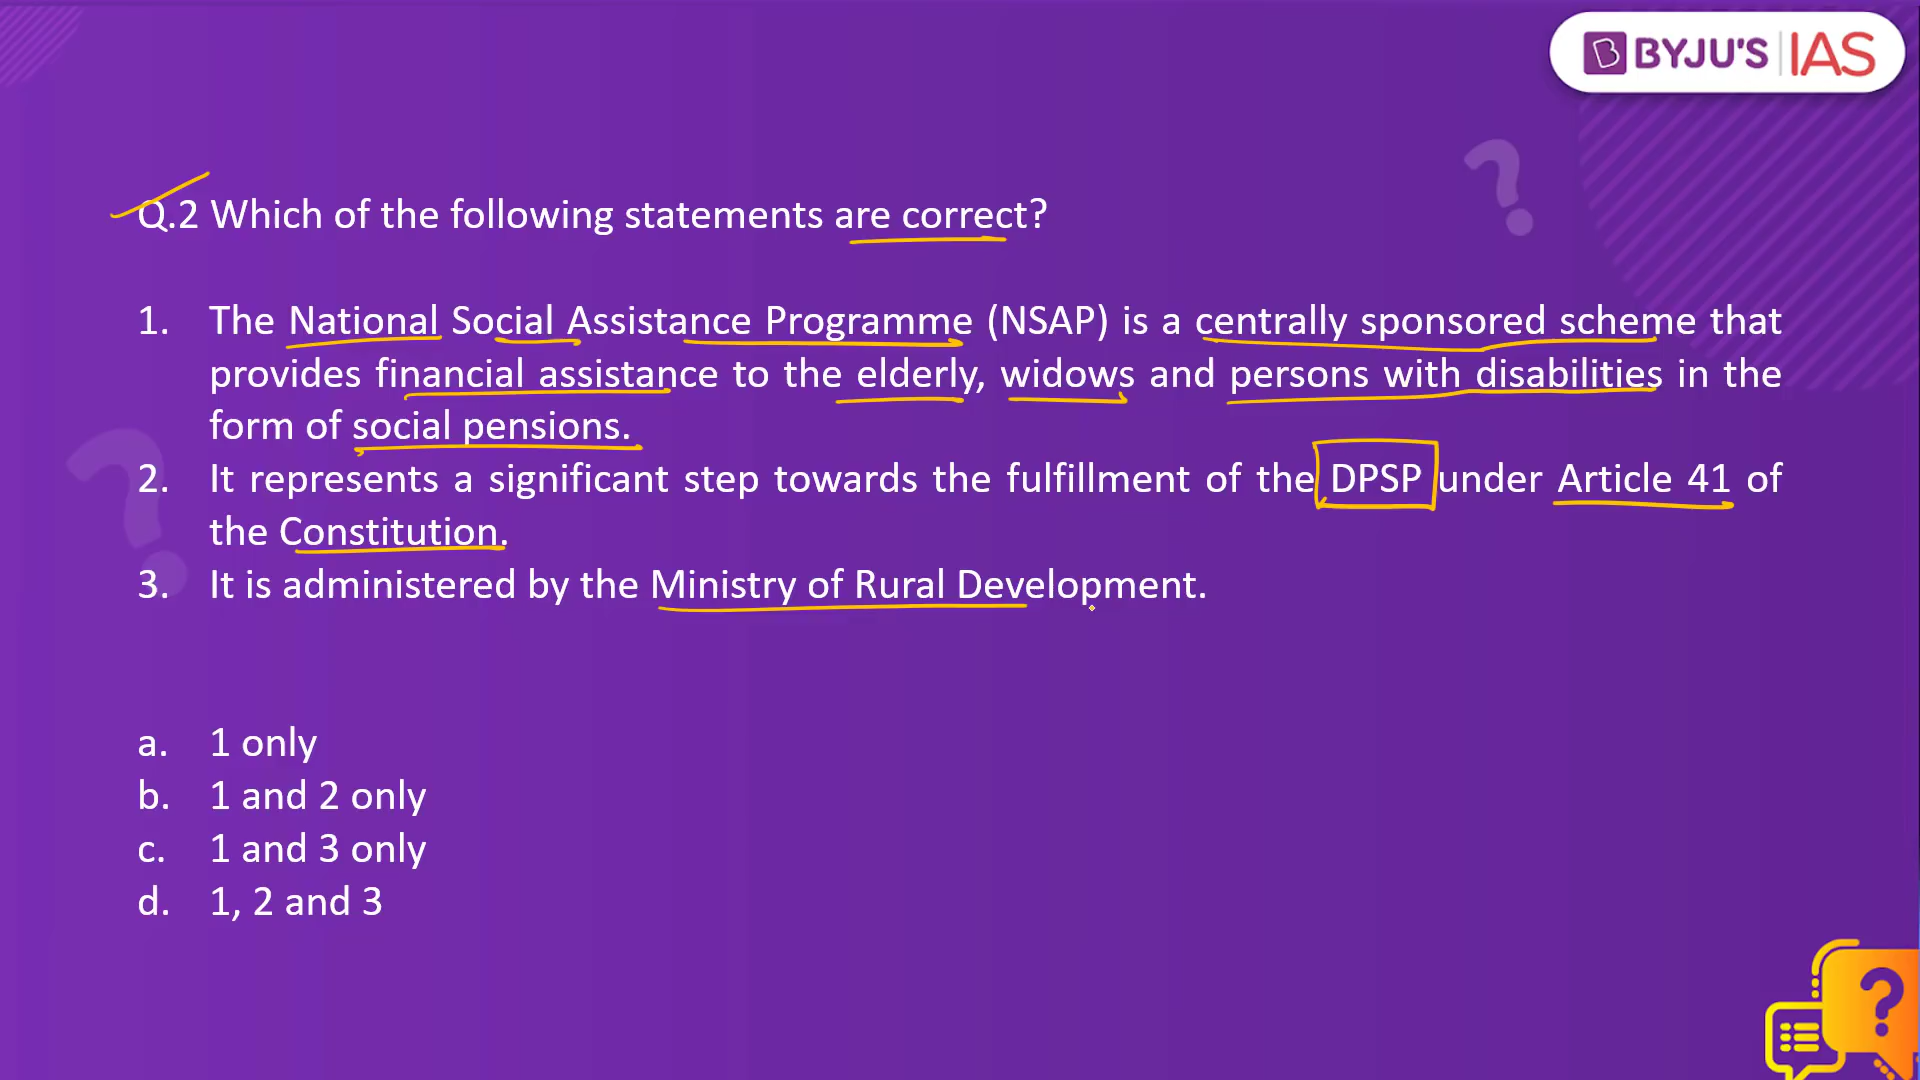 BYJU'S IAS
Q.2 Which of the following statements are correct?
1. The National Social Assistance Programme (NSAP) is a centrally sponsored scheme that
provides financial assistance to the elderly, widows and persons with disabilities in the
form of social pensions.
2. It represents a significant step towards the fulfillment of the DPSP under Article 41 of
the Constitution.
3. It is administered by the Ministry of Rural Development.
a. 1 only
b. 1 and 2 only
c. 1 and 3 only
d. 1, 2 and 3